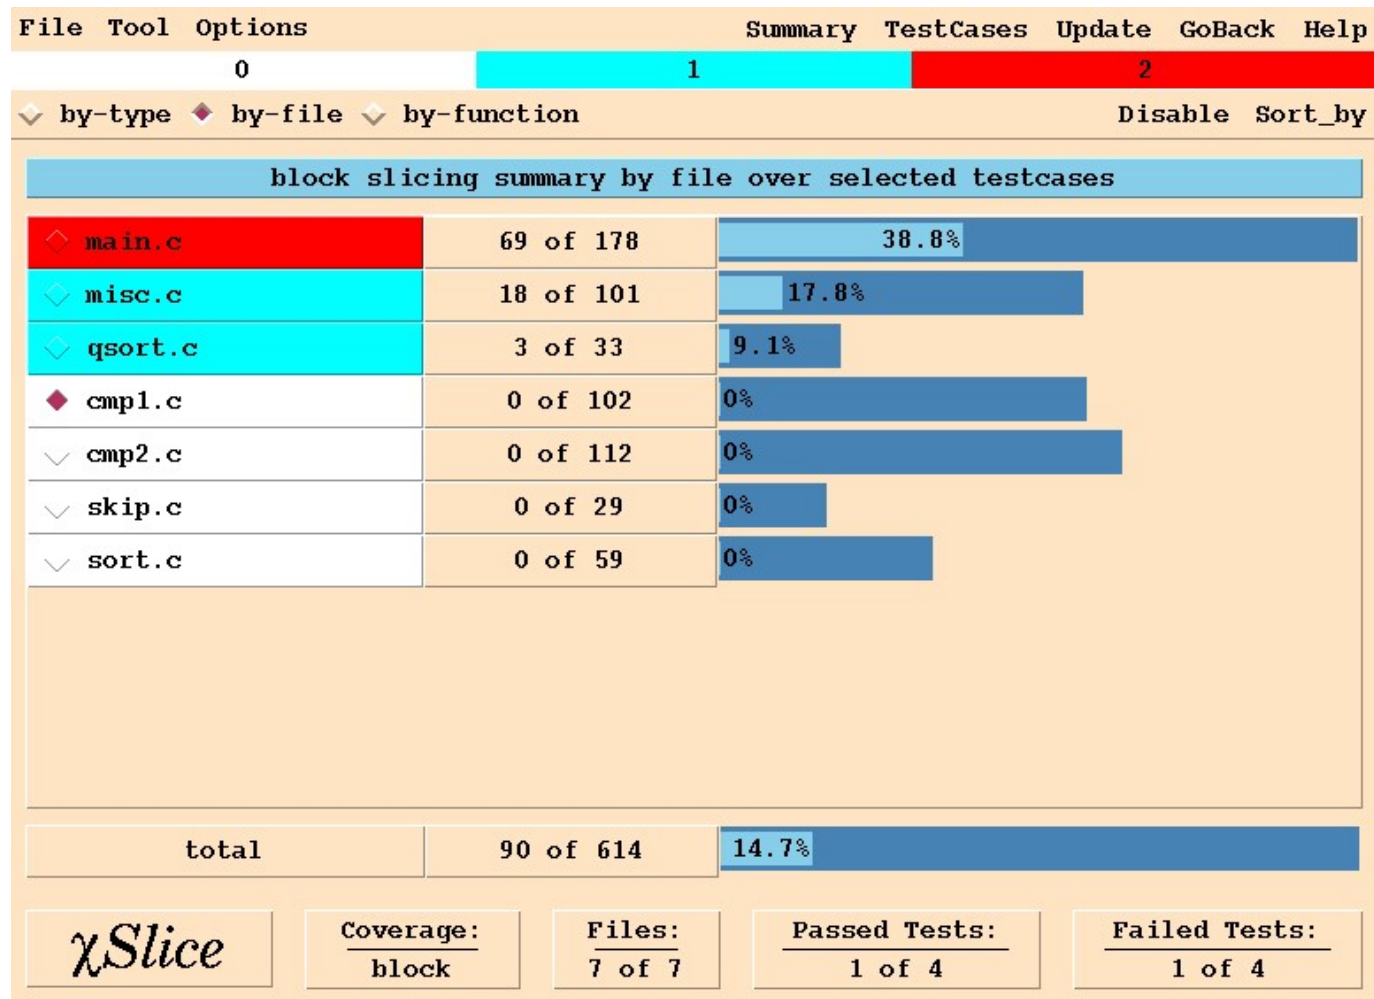 File Tool Options Summary TestCases Update GoBack Help
0 1 2
by-type by-file by-function Disable Sort_by
block slicing summary by file over selected testcases
main.c 69 of 178 38.8%
misc.c 18 of 101 17.8%
qsort.c 3 of 33 9.1%
cmp1.c 0 of 102 0%
cmp2.c 0 of 112 0%
skip.c 0 of 29 0%
sort.c 0 of 59 0%
total 90 of 614 14.7%
χSlice
Coverage:
block
Files:
7 of 7
Passed Tests:
1 of 4
Failed Tests:
1 of 4